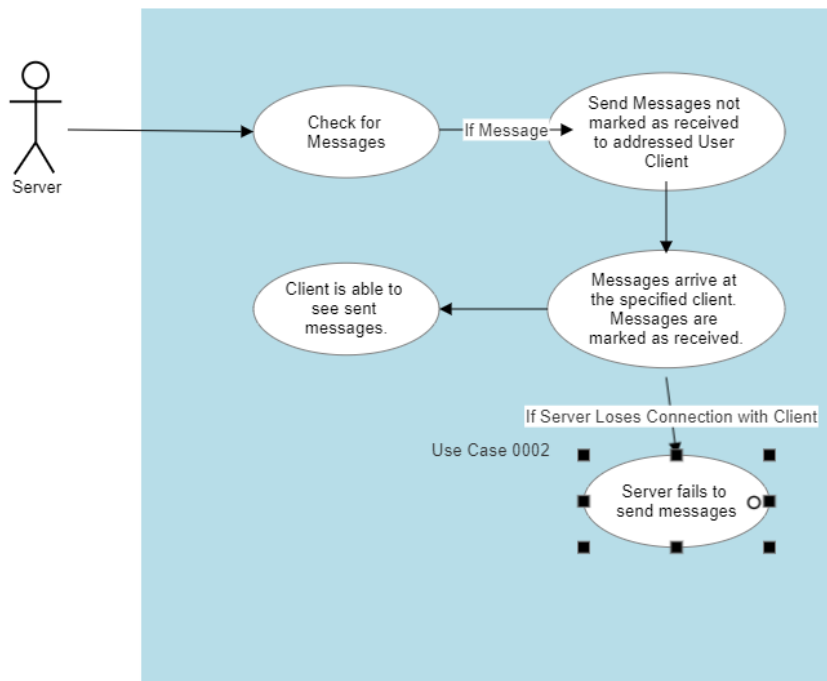 Server
Check for
Messages
If Message
Send Messages not
marked as received
to addressed User
Client
Client is able to
see sent
messages.
Messages arrive at
the specified client.
Messages are
marked as received.
If Server Loses Connection with Client
Use Case 0002
Server fails to
send messages